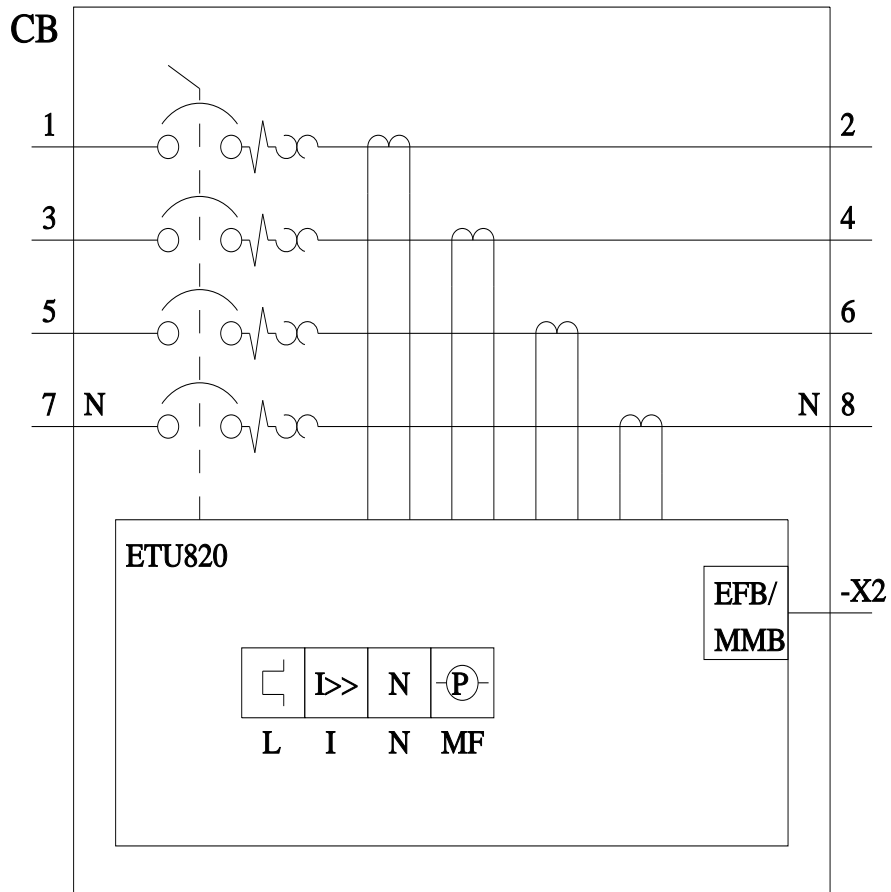 CB
1 2
3 4
5 6
7 N N 8
ETU820
EFB/ -X2
MMB
I>> N P
L I N MF